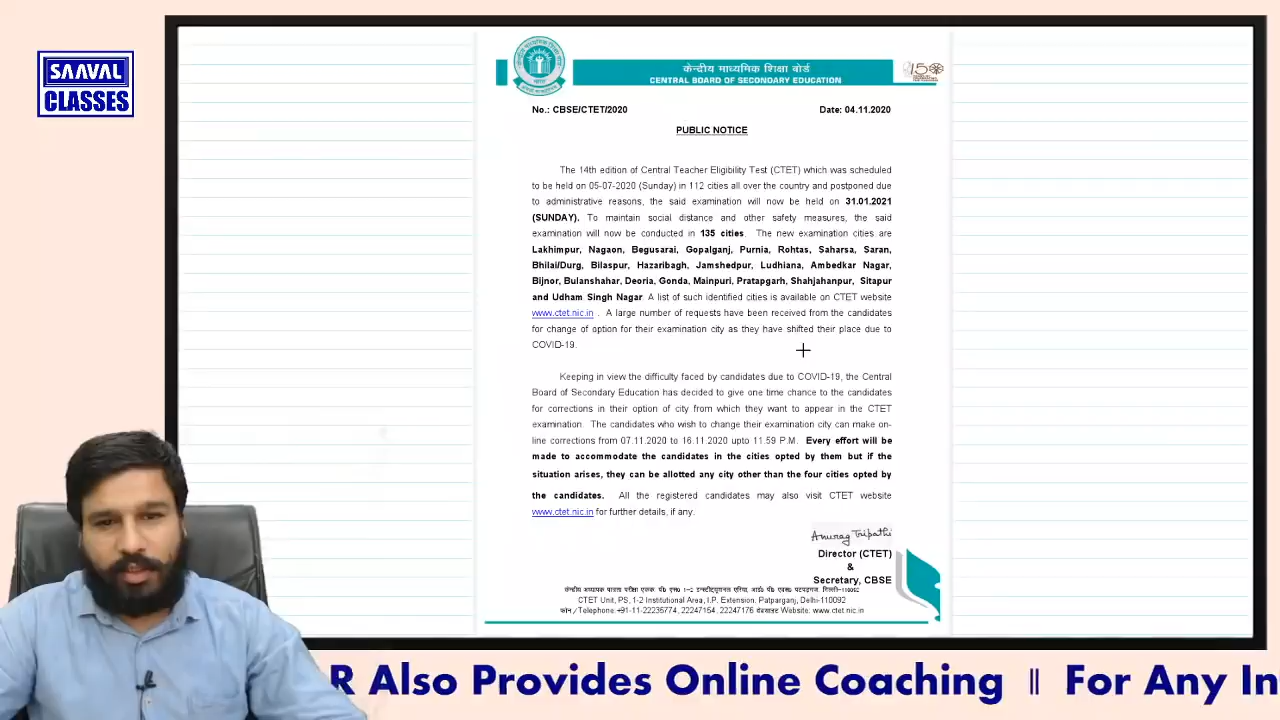 SAAVAL
CLASSES
केन्द्रीय माध्यमिक शिक्षा बोर्ड
CENTRAL BOARD OF SECONDARY EDUCATION
150
No.: CBSE/CTET/2020 Date: 04.11.2020
PUBLIC NOTICE
The 14th edition of Central Teacher Eligibility Test (CTET) which was scheduled
to be held on 05-07-2020 (Sunday) in 112 cities all over the country and postponed due
to administrative reasons, the said examination will now be held on 31.01.2021
(SUNDAY). To maintain social distance and other safety measures, the said
examination will now be conducted in 135 cities. The new examination cities are
Lakhimpur, Nagaon, Begusarai, Gopalganj, Purnia, Rohtas, Saharsa, Saran,
Bhilai/Durg, Bilaspur, Hazaribagh, Jamshedpur, Ludhiana, Ambedkar Nagar,
Bijnor, Bulanshahar, Deoria, Gonda, Mainpuri, Pratapgarh, Shahjahanpur, Sitapur
and Udham Singh Nagar. A list of such identified cities is available on CTET website
www.ctet.nic.in . A large number of requests have been received from the candidates
for change of option for their examination city as they have shifted their place due to
COVID-19.
Keeping in view the difficulty faced by candidates due to COVID-19, the Central
Board of Secondary Education has decided to give one time chance to the candidates
for corrections in their option of city from which they want to appear in the CTET
examination. The candidates who wish to change their examination city can make on-
line corrections from 07.11.2020 to 16.11.2020 upto 11.59 P.M. Every effort will be
made to accommodate the candidates in the cities opted by them but if the
situation arises, they can be allotted any city other than the four cities opted by
the candidates. All the registered candidates may also visit CTET website
www.ctet.nic.in for further details, if any.
Anurag Tripathi
Director (CTET)
&
Secretary, CBSE
CTET Unit, PS, 1-2 Institutional Area, I.P. Extension, Patparganj, Delhi-110092
फोन/Telephone +91-11-22235774, 22247154, 22247176 Website: www.ctet.nic.in
R Also Provides Online Coaching || For Any In